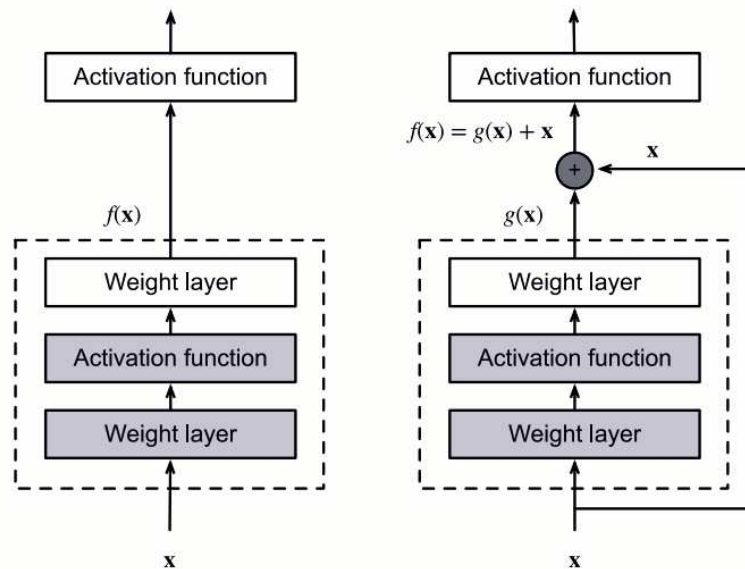 Activation function
f(x)
Weight layer
Activation function
Weight layer
x
Activation function
f(x) = g(x) + x
x
+
g(x)
Weight layer
Activation function
Weight layer
x